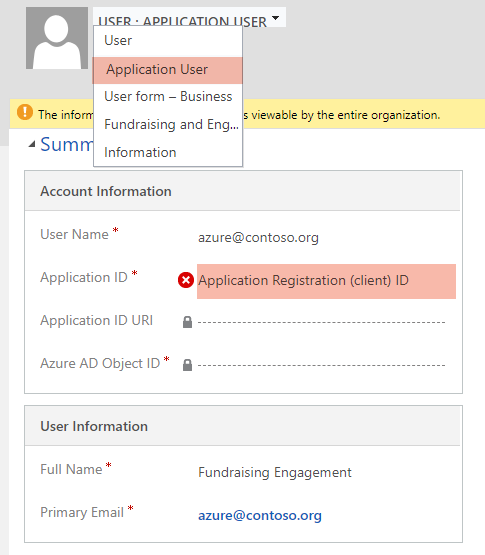 USER : APPLICATION USER
User
Application User
User form – Business
Fundraising and Eng...
Information
The inform s viewable by the entire organization.
Summ
Account Information
User Name *
azure@contoso.org
Application ID *
Application Registration (client) ID
Application ID URI
Azure AD Object ID *
User Information
Full Name *
Fundraising Engagement
Primary Email *
azure@contoso.org